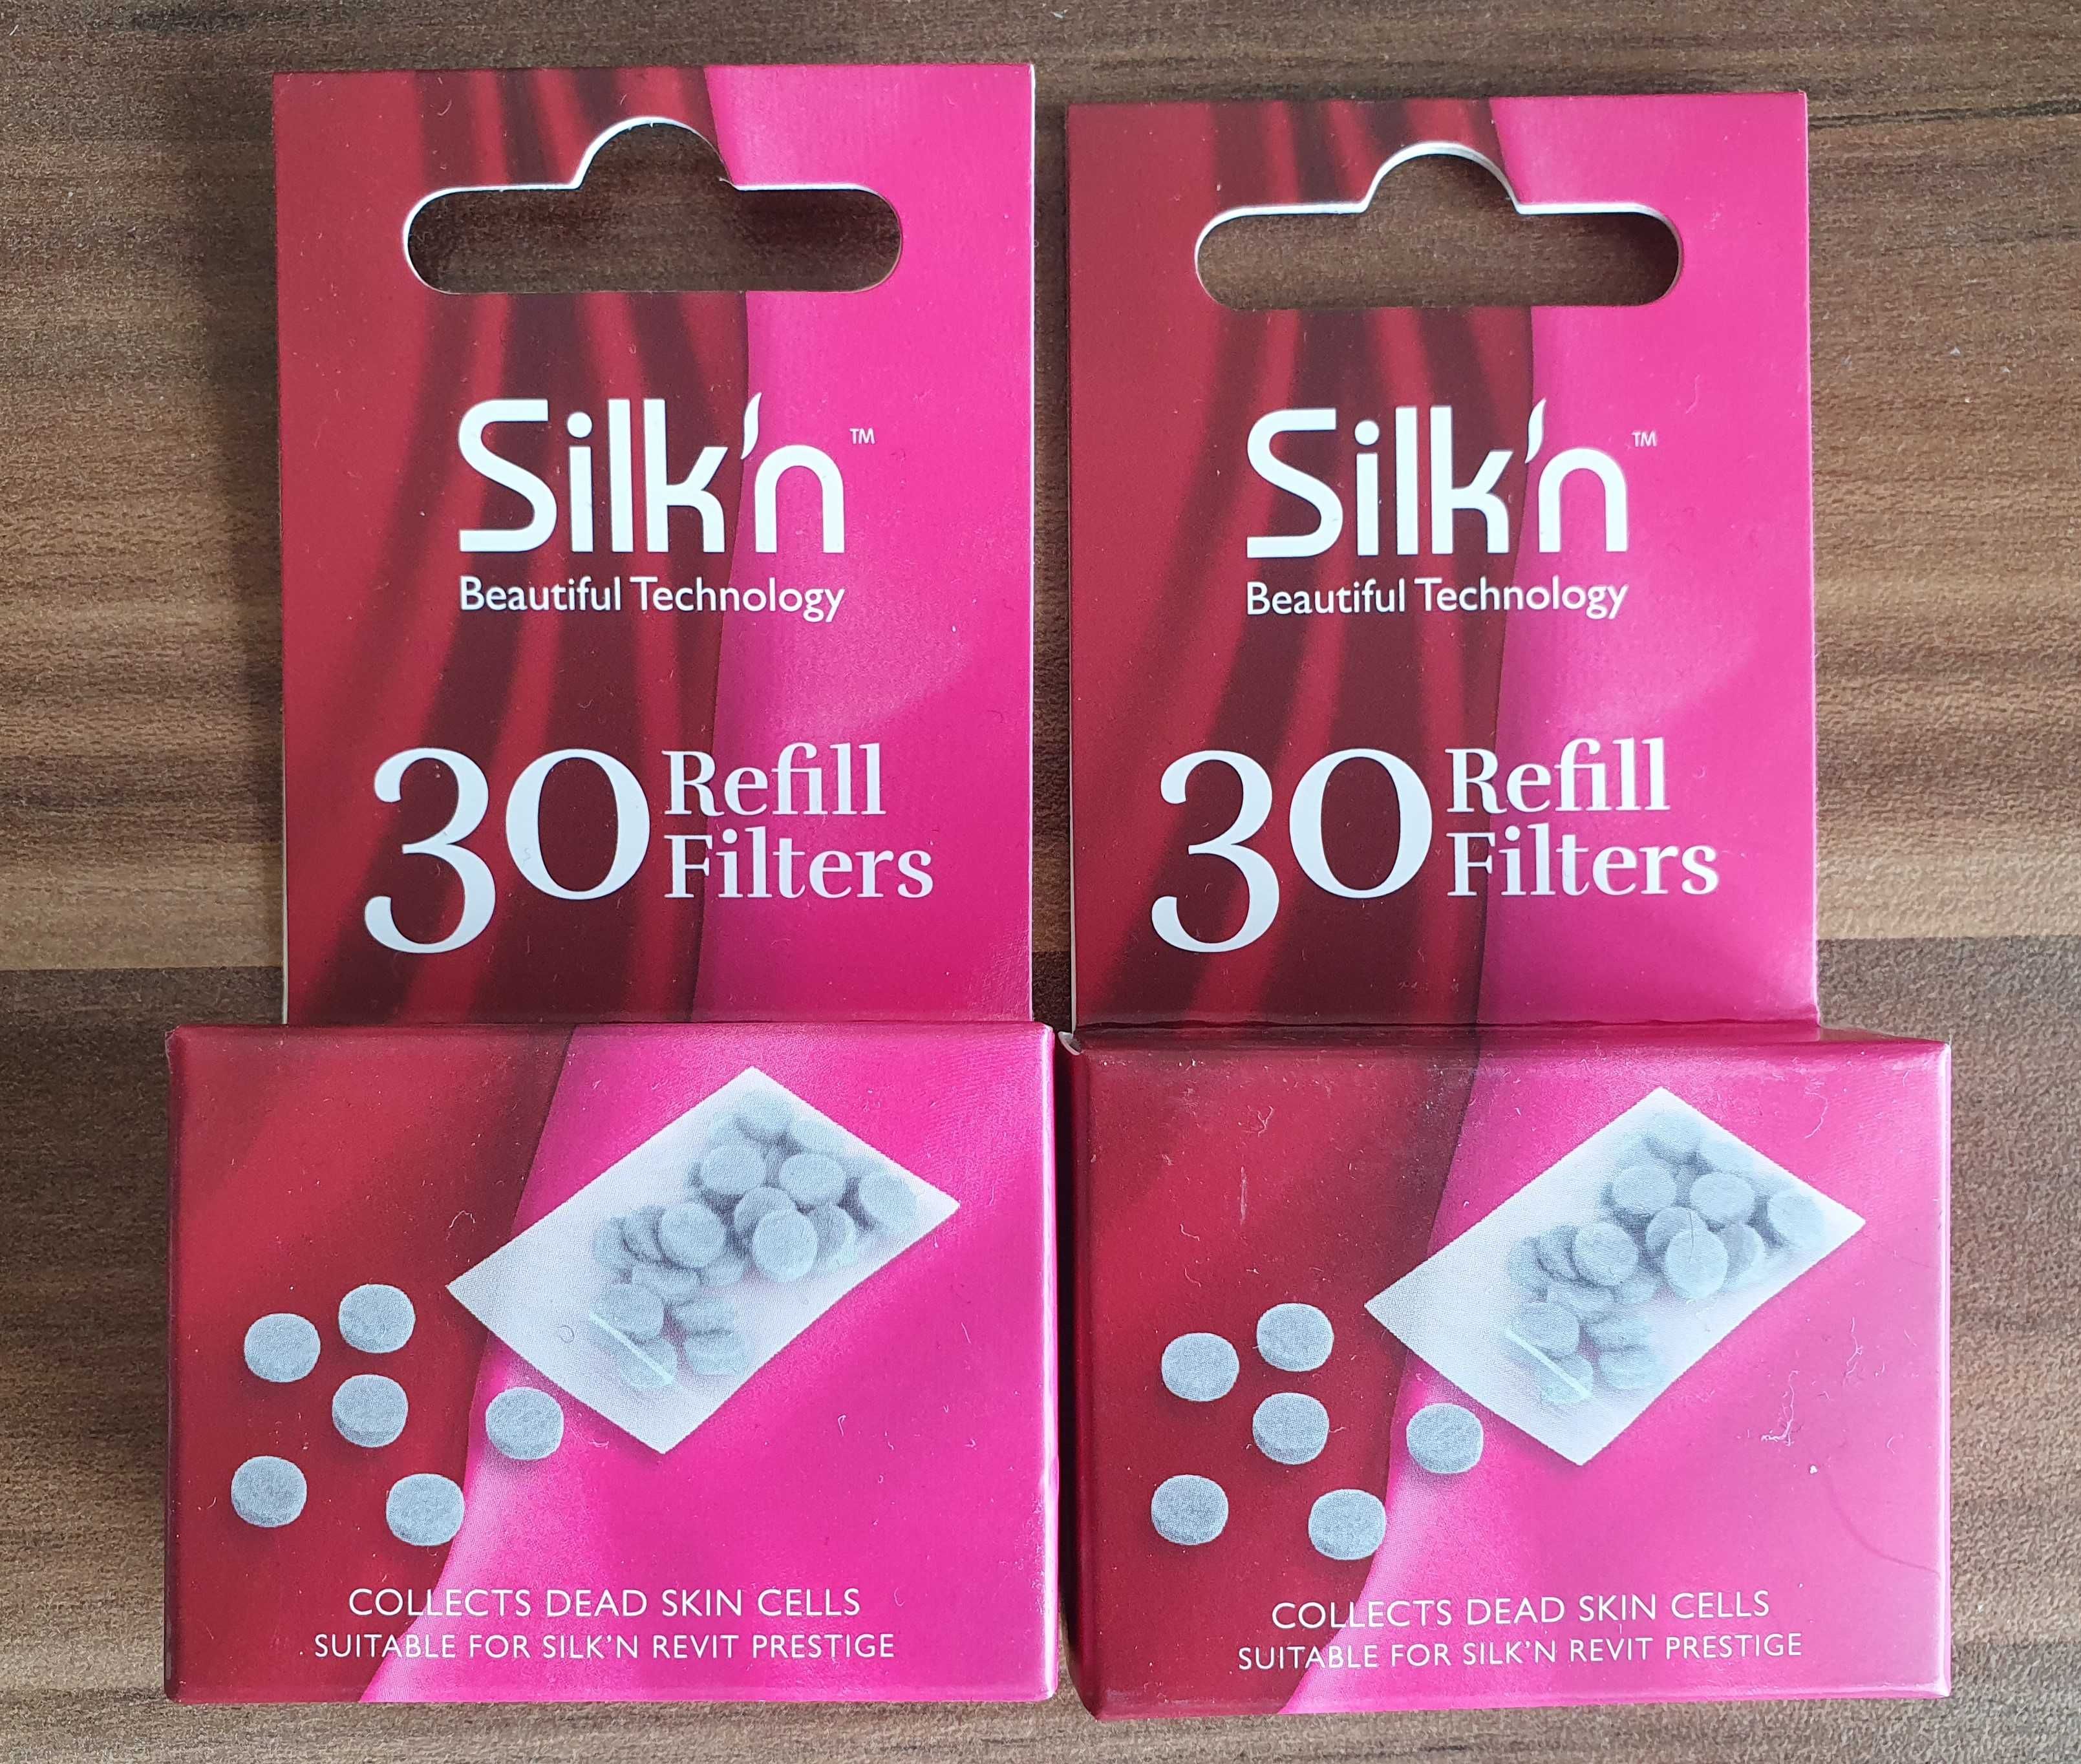 Silk'n™
Beautiful Technology
30 Refill
Filters
COLLECTS DEAD SKIN CELLS
SUITABLE FOR SILK'N REVIT PRESTIGE
Silk'n™
Beautiful Technology
30 Refill
Filters
COLLECTS DEAD SKIN CELLS
SUITABLE FOR SILK'N REVIT PRESTIGE